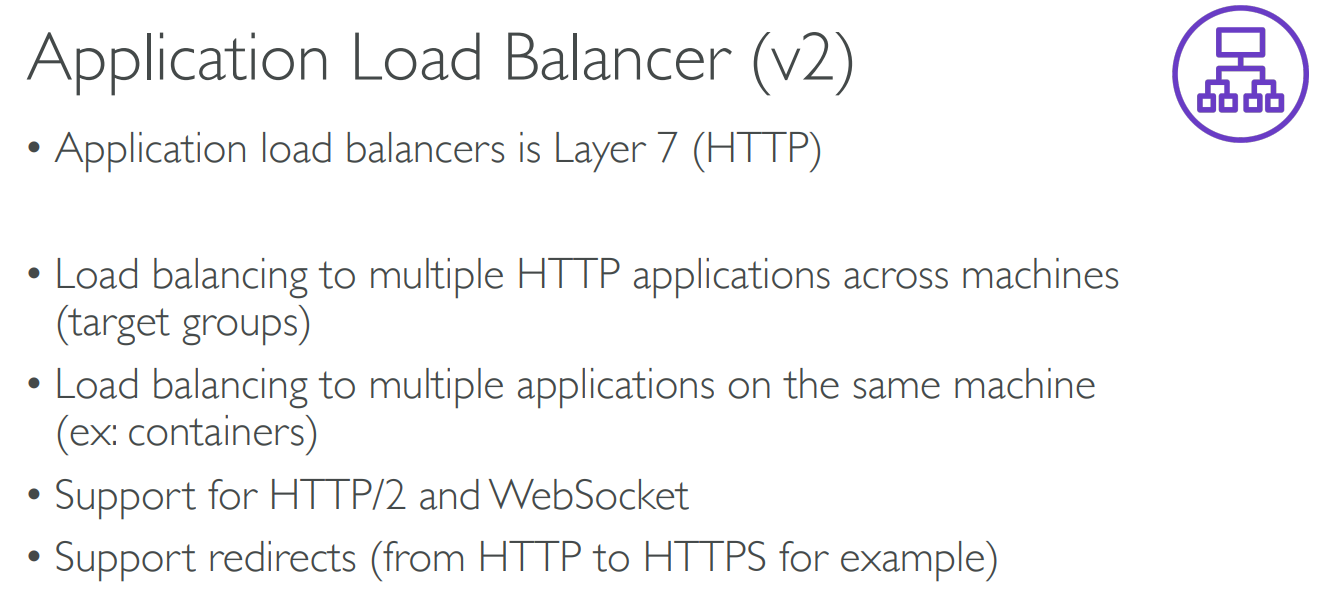 Application Load Balancer (v2)
• Application load balancers is Layer 7 (HTTP)
• Load balancing to multiple HTTP applications across machines
(target groups)
• Load balancing to multiple applications on the same machine
(ex: containers)
• Support for HTTP/2 and WebSocket
• Support redirects (from HTTP to HTTPS for example)